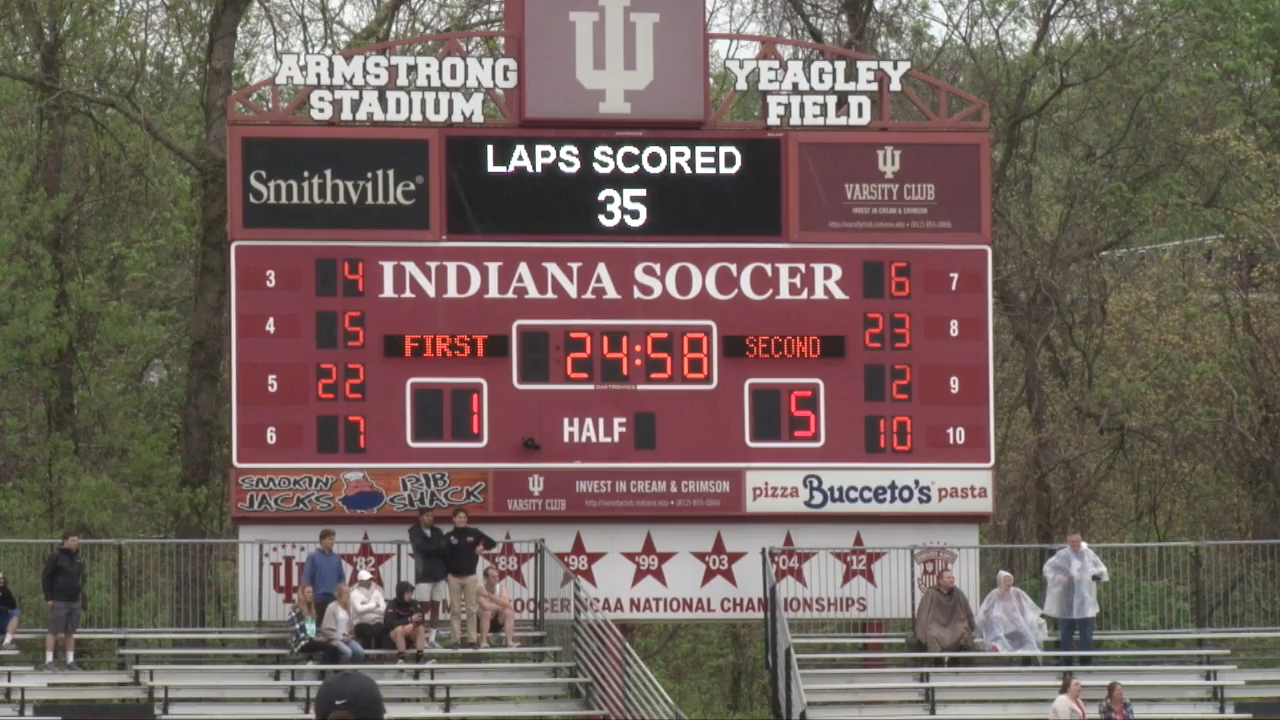 ARMSTRONG
STADIUM
YEAGLEY
FIELD
Smithville®
LAPS SCORED
35
VARSITY CLUB
INVEST IN CREAM & CRIMSON
INDIANA SOCCER
3 4
4 5
5 22
6 7
FIRST
1
24:58
HALF
SECOND
5
6 7
23 8
2 9
10 10
SMOKIN'
JACK'S
RIB
SHACK
VARSITY CLUB
INVEST IN CREAM & CRIMSON
pizza Bucceto's pasta
'88 '98 '99 '03 '04 '12
SOCCER NCAA NATIONAL CHAMPIONSHIPS